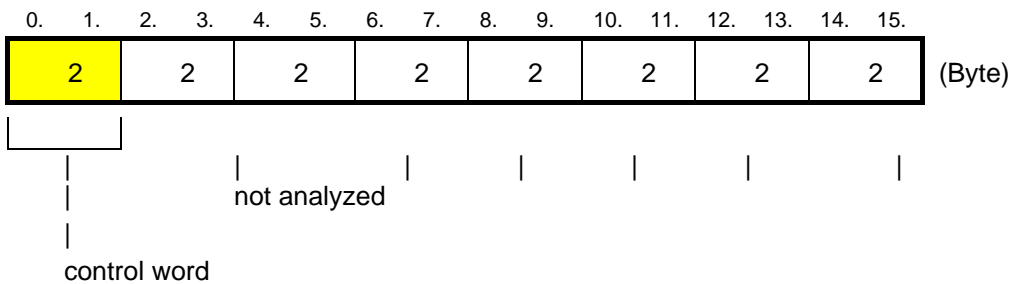 0. 1. 2. 3. 4. 5. 6. 7. 8. 9. 10. 11. 12. 13. 14. 15.
2 2 2 2 2 2 2 2 (Byte)
not analyzed
control word